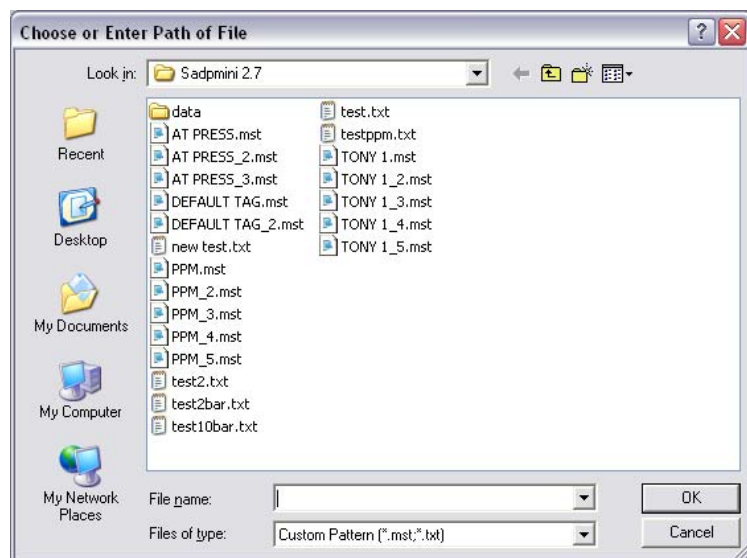 Choose or Enter Path of File
Look in: Sadpmini 2.7
Recent
Desktop
My Documents
My Computer
My Network
Places
data
AT PRESS.mst
AT PRESS_2.mst
AT PRESS_3.mst
DEFAULT TAG.mst
DEFAULT TAG_2.mst
new test.txt
PPM.mst
PPM_2.mst
PPM_3.mst
PPM_4.mst
PPM_5.mst
test2.txt
test2bar.txt
test10bar.txt
test.txt
testppm.txt
TONY 1.mst
TONY 1_2.mst
TONY 1_3.mst
TONY 1_4.mst
TONY 1_5.mst
File name:
OK
Files of type: Custom Pattern (*.mst;*.txt)
Cancel